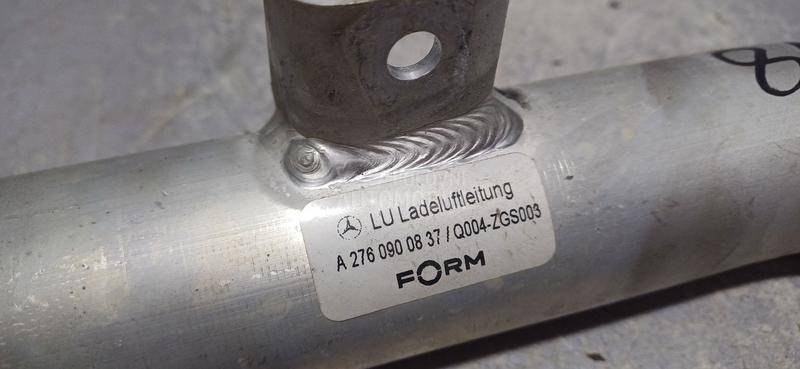 LU Ladeluftleitung
A 276 090 08 37 / Q004-ZGS003
FORM